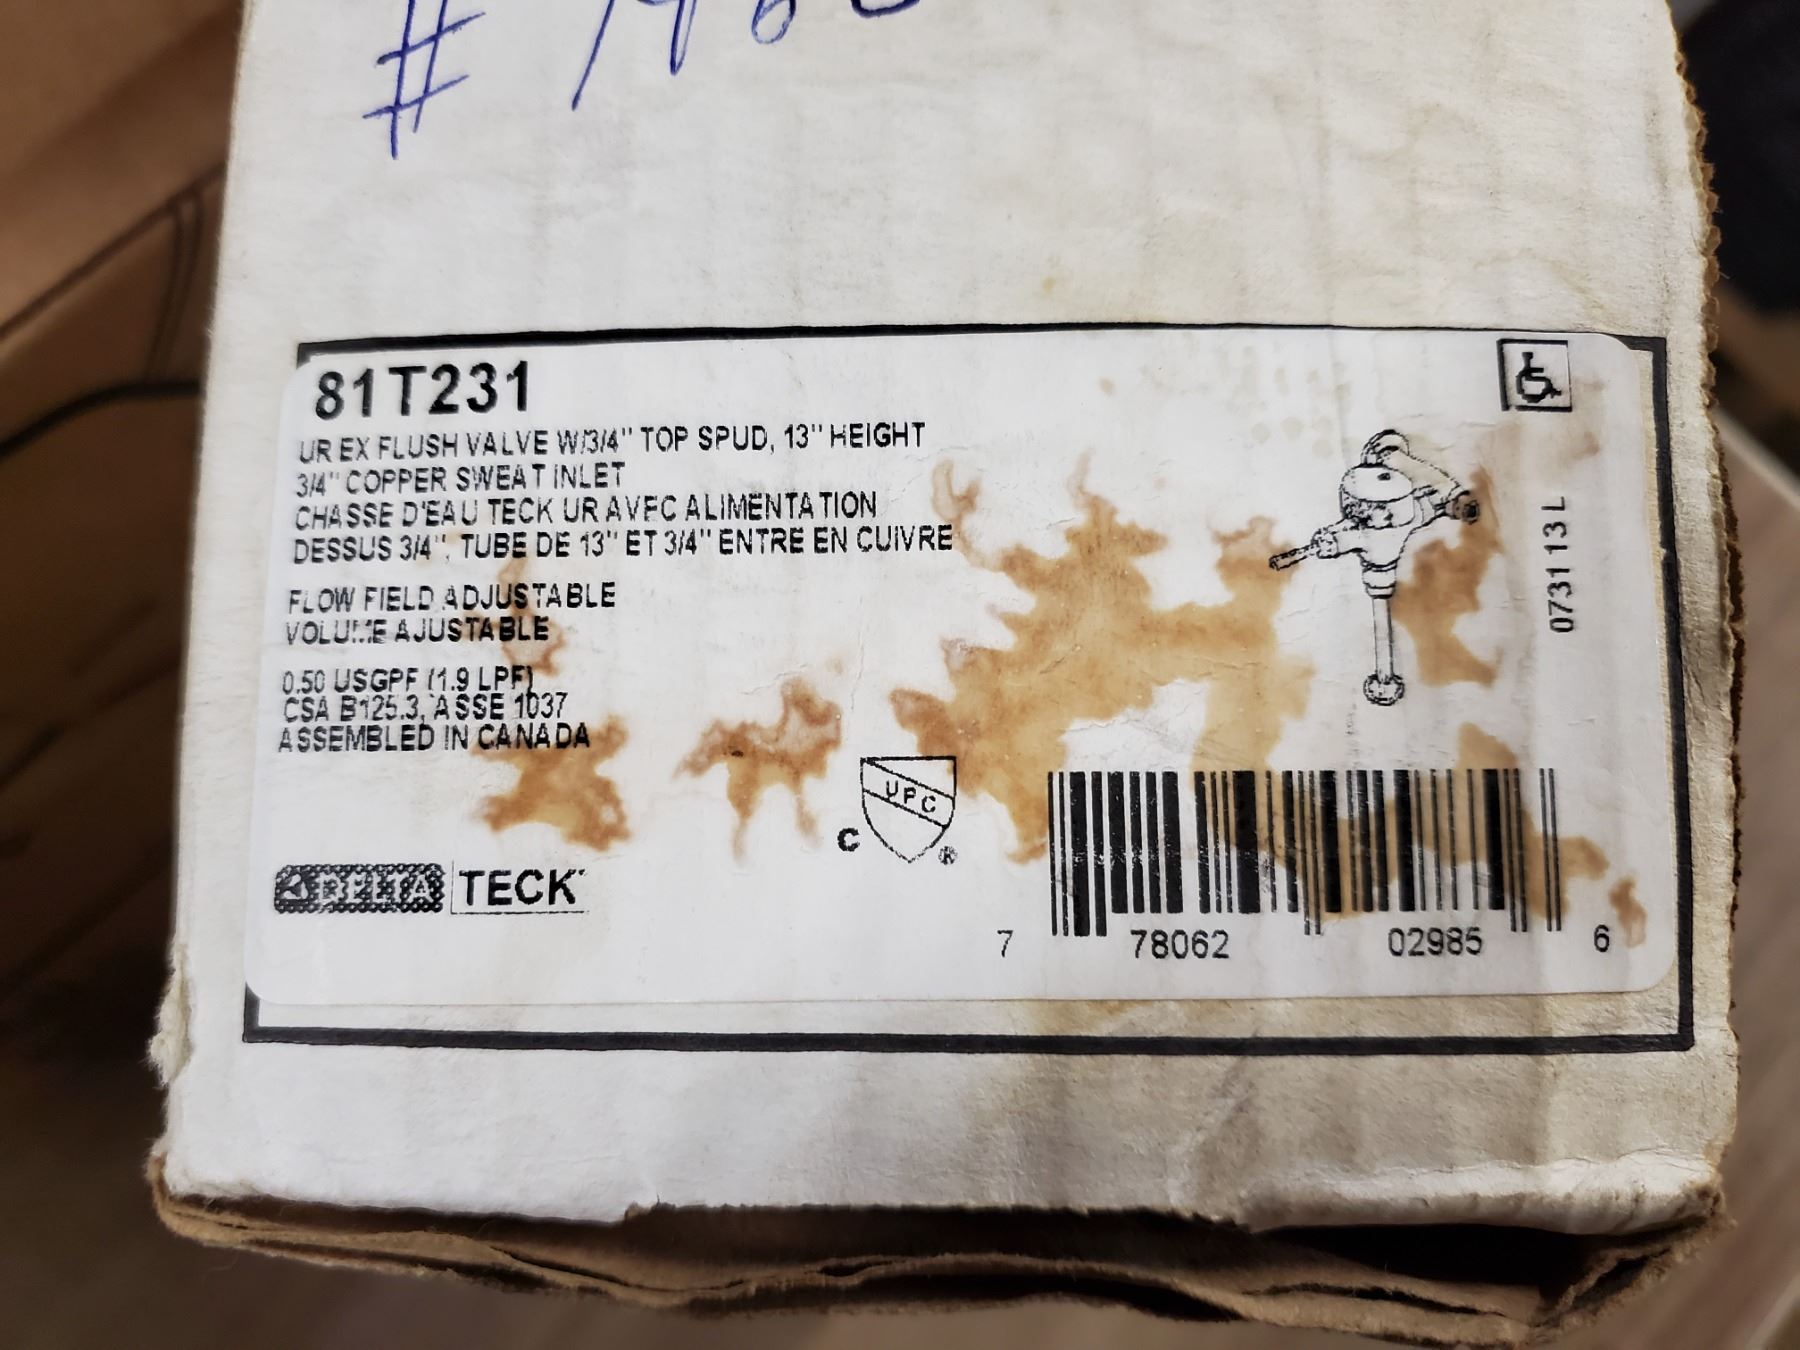 81T231
UR EX FLUSH VALVE W/3/4" TOP SPUD, 13" HEIGHT
3/4" COPPER SWEAT INLET
CHASSE D'EAU TECK UR AVEC ALIMENTATION
DESSUS 3/4", TUBE DE 13" ET 3/4" ENTRE EN CUIVRE
FLOW FIELD ADJUSTABLE
VOLUME AJUSTABLE
0.50 USGPF (1.9 LPF)
CSA B125.3, ASSE 1037
ASSEMBLED IN CANADA
073113L
C UPC ®
DELTA TECK
7 78062 02985 6